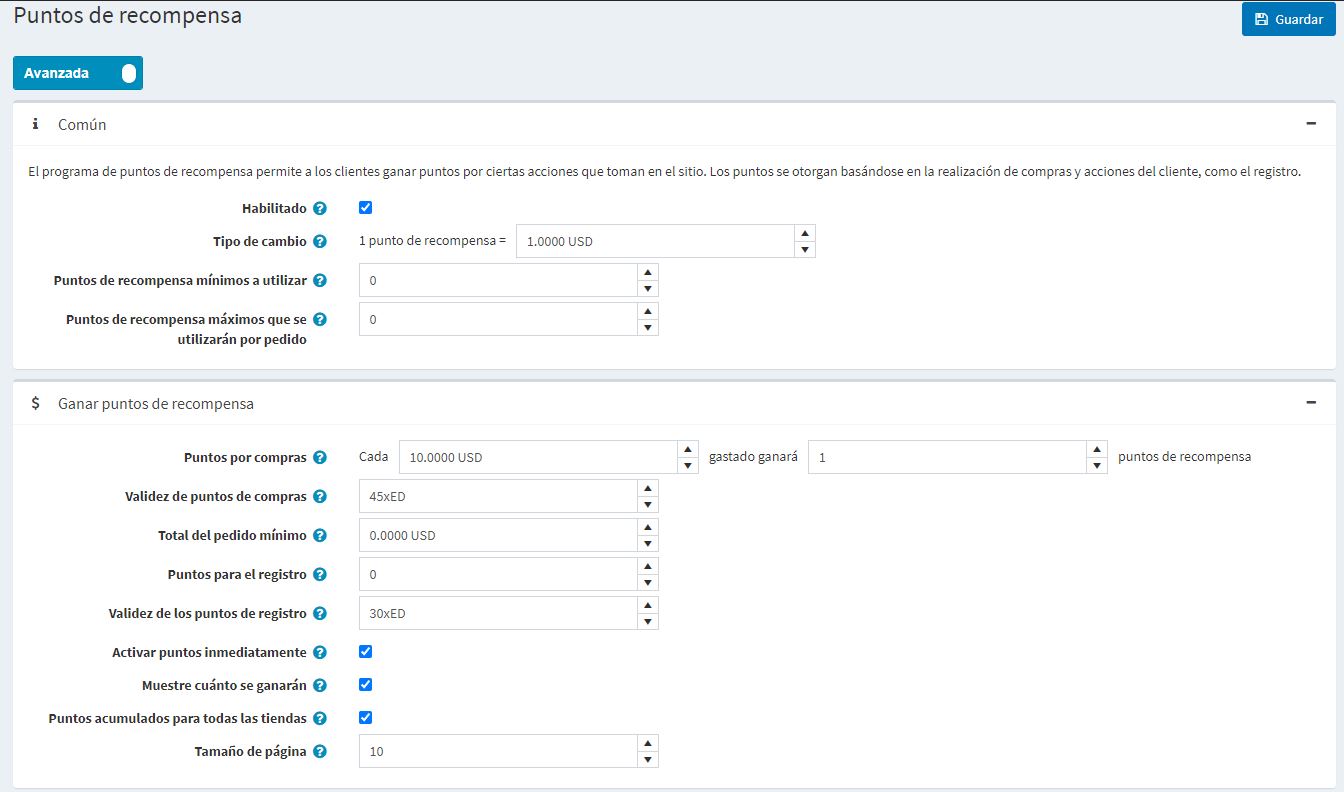 Puntos de recompensa
Guardar
Avanzada
Común
El programa de puntos de recompensa permite a los clientes ganar puntos por ciertas acciones que toman en el sitio. Los puntos se otorgan basándose en la realización de compras y acciones del cliente, como el registro.
Habilitado
Tipo de cambio 1 punto de recompensa = 1.0000 USD
Puntos de recompensa mínimos a utilizar 0
Puntos de recompensa máximos que se 0
utilizarán por pedido
$ Ganar puntos de recompensa
Puntos por compras Cada 10.0000 USD gastado ganará 1 puntos de recompensa
Validez de puntos de compras 45xED
Total del pedido mínimo 0.0000 USD
Puntos para el registro 0
Validez de los puntos de registro 30xED
Activar puntos inmediatamente
Muestre cuánto se ganarán
Puntos acumulados para todas las tiendas
Tamaño de página 10